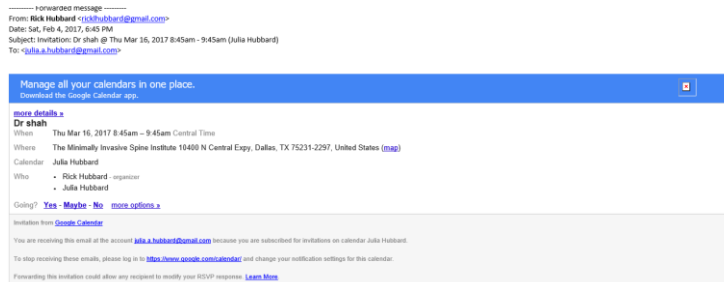 ---------- Forwarded message ----------
From: Rick Hubbard <ricklhubbard@gmail.com>
Date: Sat, Feb 4, 2017, 6:45 PM
Subject: Invitation: Dr shah @ Thu Mar 16, 2017 8:45am - 9:45am (Julia Hubbard)
To: <julia.a.hubbard@gmail.com>
Manage all your calendars in one place.
Download the Google Calendar app.
more details »
Dr shah
When Thu Mar 16, 2017 8:45am – 9:45am Central Time
Where The Minimally Invasive Spine Institute 10400 N Central Expy, Dallas, TX 75231-2297, United States (map)
Calendar Julia Hubbard
Who • Rick Hubbard - organizer
• Julia Hubbard
Going? Yes - Maybe - No more options »
Invitation from Google Calendar
You are receiving this email at the account julia.a.hubbard@gmail.com because you are subscribed for invitations on calendar Julia Hubbard.
To stop receiving these emails, please log in to https://www.google.com/calendar/ and change your notification settings for this calendar.
Forwarding this invitation could allow any recipient to modify your RSVP response. Learn More.